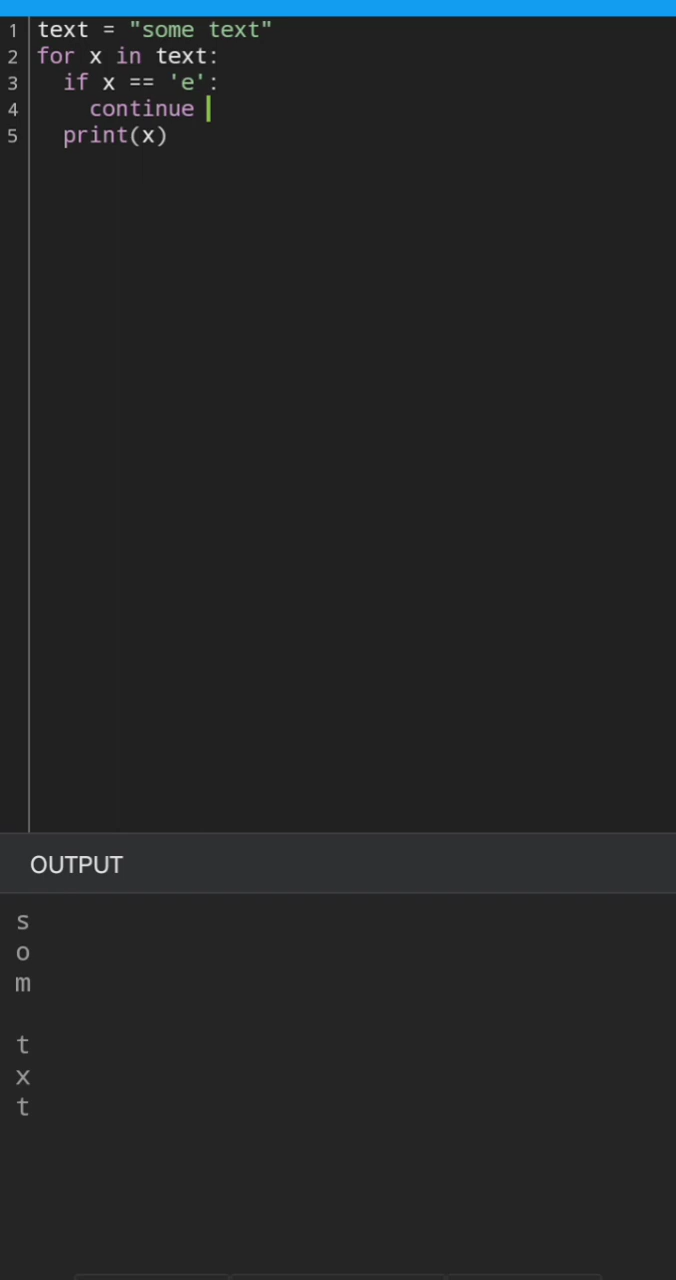 1 text = "some text"
2 for x in text:
3   if x == 'e':
4     continue
5   print(x)
OUTPUT
s
o
m

t
x
t